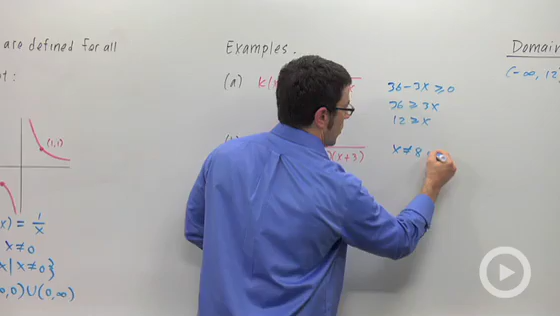 are defined for all
t :
(1,1)
) = 1/x
x ≠ 0
x | x ≠ 0}
,0) ∪ (0,∞)
Examples.
(a) k(
36 - 3x ≥ 0
36 ≥ 3x
12 ≥ x
)(x+3)
x ≠ 8
Domain
(-∞, 12]